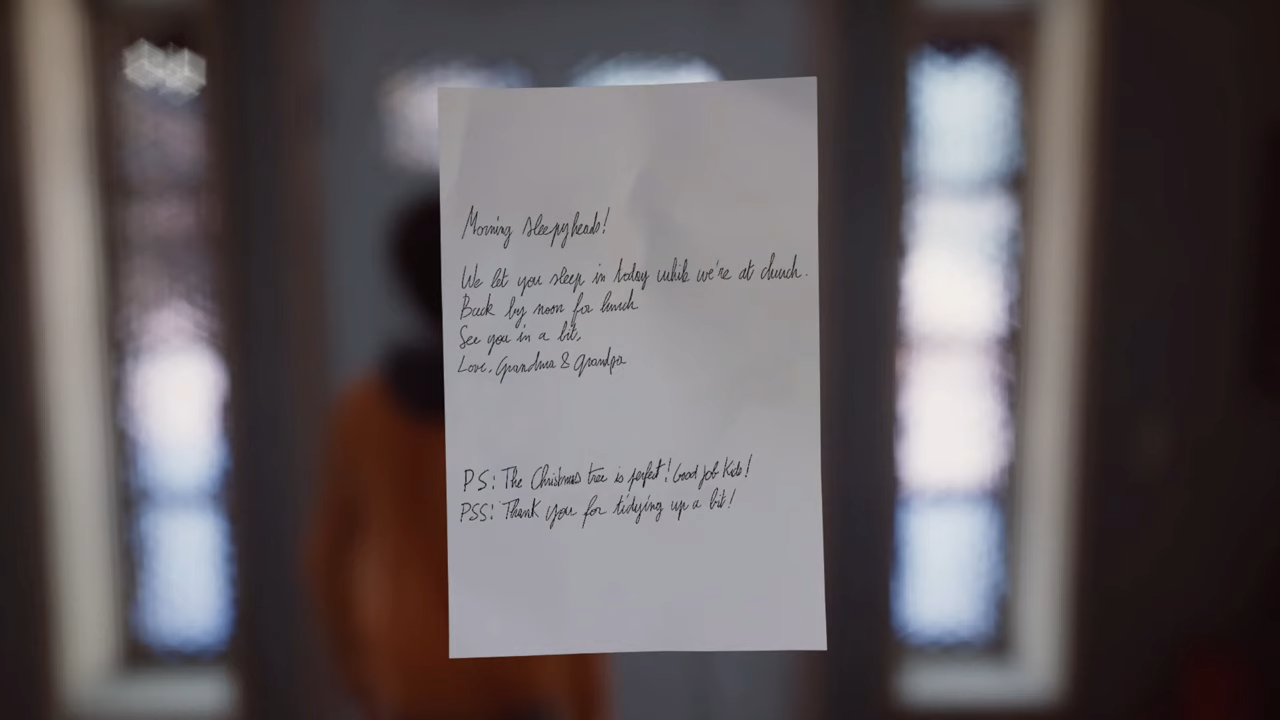 Morning Sleepyheads!
We let you sleep in today while we're at church.
Back by noon for lunch
See you in a bit,
Love, Grandma & Grandpa
PS: The Christmas tree is perfect! Good job Kids!
PSS: Thank you for tidying up a bit!